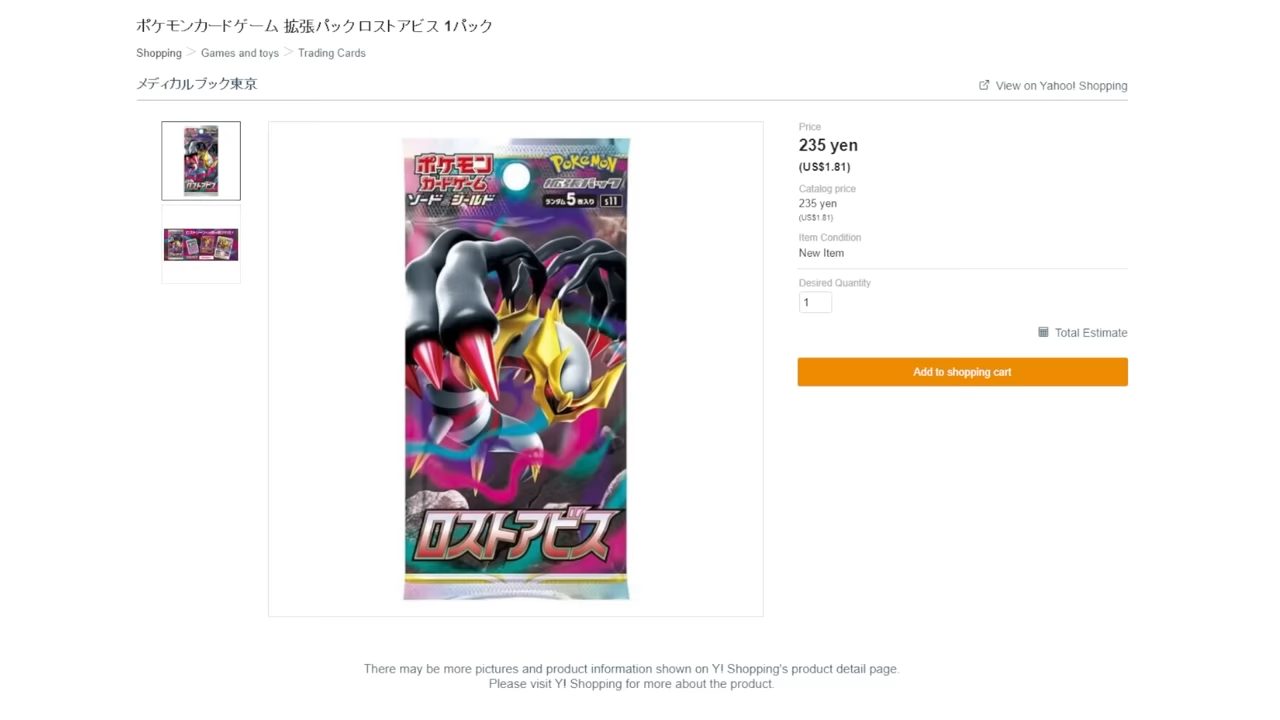 ポケモンカードゲーム 拡張パック ロストアビス 1パック
Shopping > Games and toys > Trading Cards
メディカルブック東京
View on Yahoo! Shopping
ポケモン
カードゲーム
ソード シールド
POKÉMON
拡張パック
ランダム5枚入り s11
ロストアビス
Price
235 yen
(US$1.81)
Catalog price
235 yen
(US$1.81)
Item Condition
New Item
Desired Quantity
1
Total Estimate
Add to shopping cart
There may be more pictures and product information shown on Y! Shopping's product detail page.
Please visit Y! Shopping for more about the product.